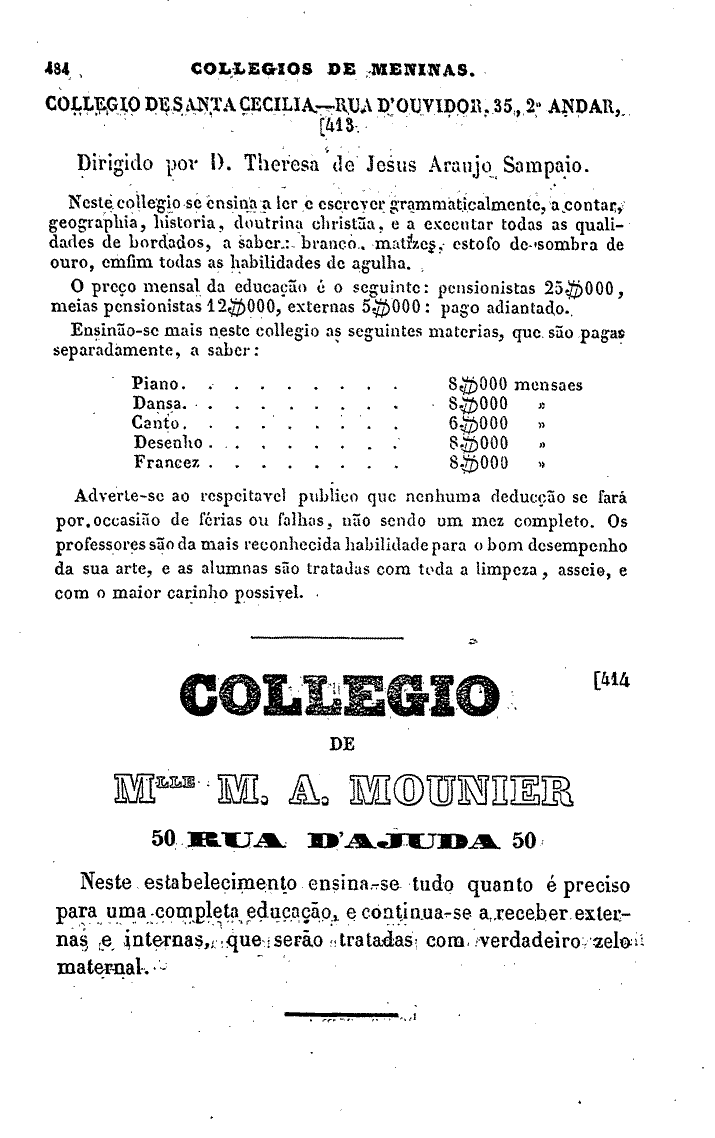 484 COLLEGIOS DE MENINAS.
COLLEGIO DE SANTA CECILIA.—RUA D'OUVIDOR, 35, 2º ANDAR,
[413
Dirigido por D. Theresa de Jesus Araujo Sampaio.
Neste collegio se ensina a ler e escrever grammaticalmente, a contar,
geographia, historia, doutrina christãa, e a executar todas as quali-
dades de bordados, a saber: branco, matizes, estofo de sombra de
ouro, emfim todas as habilidades de agulha.
O preço mensal da educação é o seguinte: pensionistas 25$000,
meias pensionistas 12$000, externas 5$000: pago adiantado.
Ensinão-se mais neste collegio as seguintes materias, que são pagas
separadamente, a saber:
Piano. . . . . . . . . 8$000 mensaes
Dansa. . . . . . . . . 8$000 »
Canto. . . . . . . . . 6$000 »
Desenho . . . . . . . . 8$000 »
Francez . . . . . . . . 8$000 »
Adverte-se ao respeitavel publico que nenhuma deducção se fará
por occasião de férias ou falhas, não sendo um mez completo. Os
professores são da mais reconhecida habilidade para o bom desempenho
da sua arte, e as alumnas são tratadas com toda a limpeza, asseio, e
com o maior carinho possivel.
COLLEGIO [414
DE
MLLE M. A. MOUNIER
50 RUA D'AJUDA 50
Neste estabelecimento ensina-se tudo quanto é preciso
para uma completa educação, e continua-se a receber exter-
nas e internas, que serão tratadas com verdadeiro zelo
maternal.